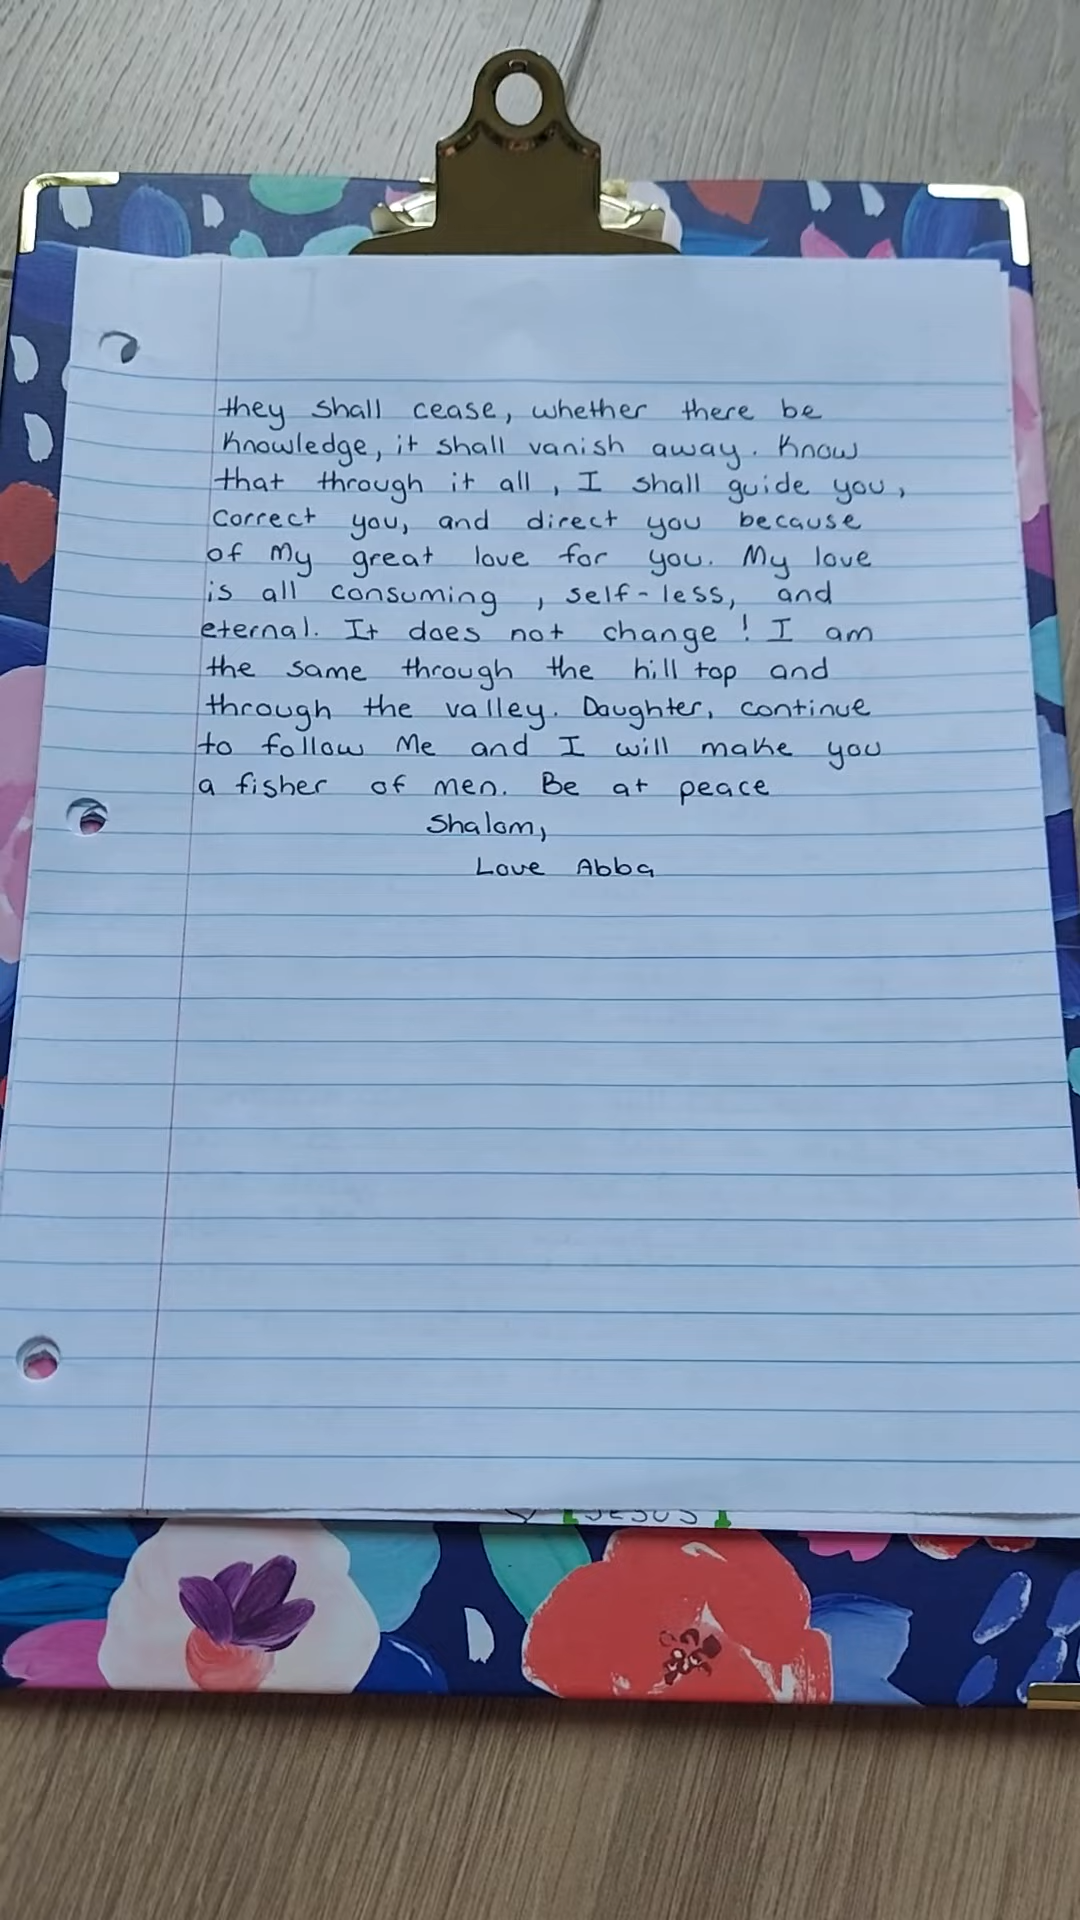 they shall cease, whether there be
knowledge, it shall vanish away. Know
that through it all, I shall guide you,
correct you, and direct you because
of My great love for you. My love
is all consuming, self-less, and
eternal. It does not change! I am
the same through the hill top and
through the valley. Daughter, continue
to follow Me and I will make you
a fisher of men. Be at peace
Shalom,
Love Abba
JESUS